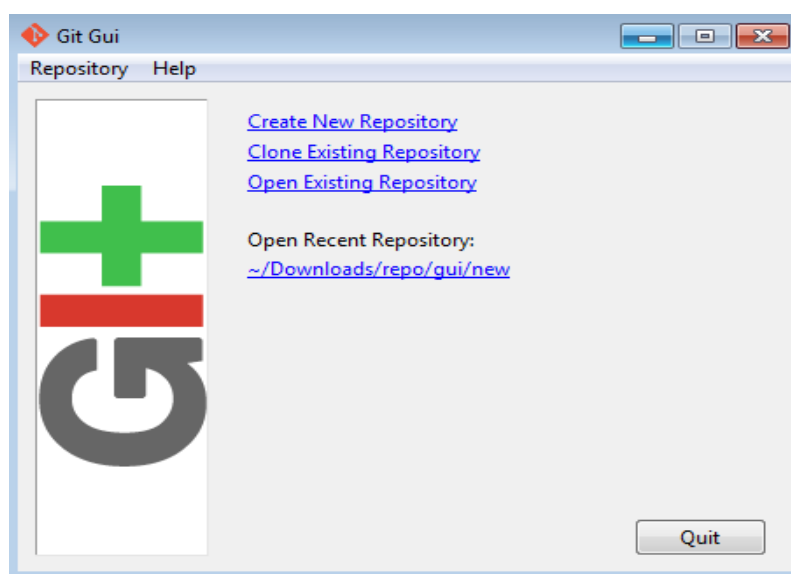 Git Gui
Repository Help
Create New Repository
Clone Existing Repository
Open Existing Repository
Open Recent Repository:
~/Downloads/repo/gui/new
GIt
Quit